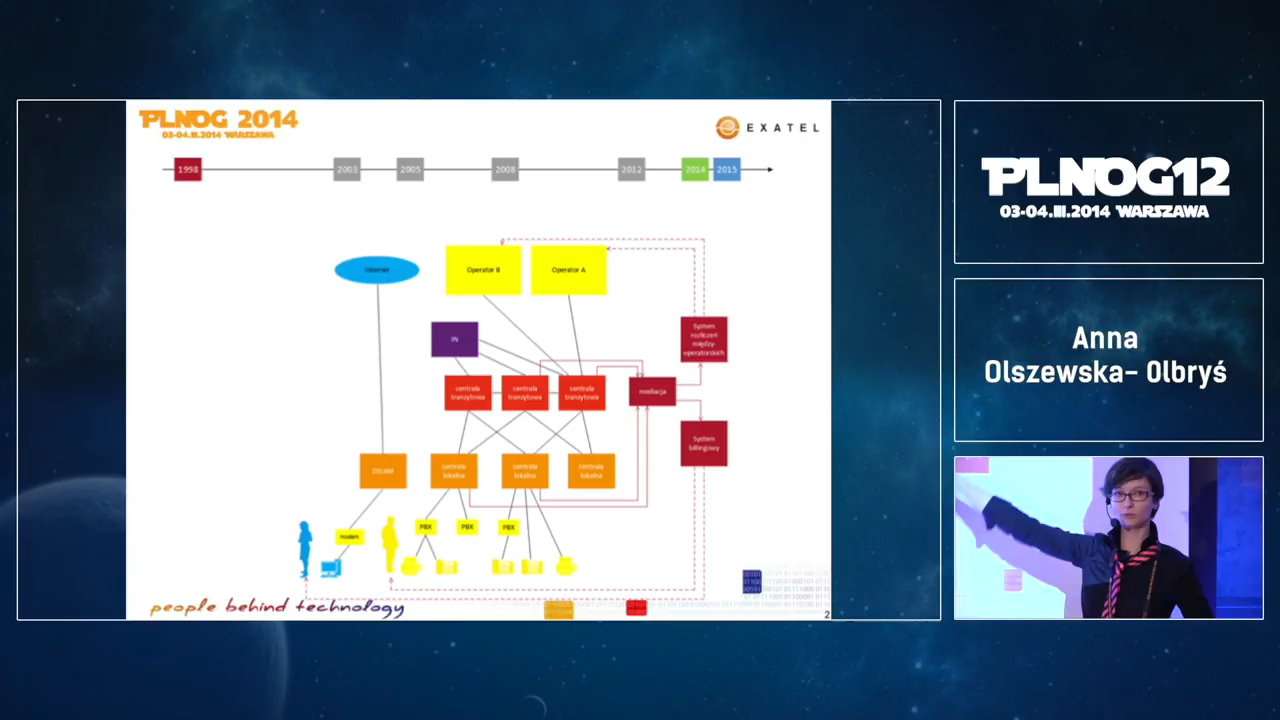 PLNOG 2014
03-04.III.2014 WARSZAWA
EXATEL
1998
2003
2005
2008
2012
2014
2015
Internet
Operator B
Operator A
IN
System
rozliczeń
między-
operatorskich
centrala
tranzytowa
centrala
tranzytowa
centrala
tranzytowa
mediacja
System
billingowy
DSLAM
centrala
lokalna
centrala
lokalna
centrala
lokalna
modem
PBX
PBX
PBX
people behind technology
2
PLNOG12
03-04.III.2014 WARSZAWA
Anna
Olszewska- Olbryś